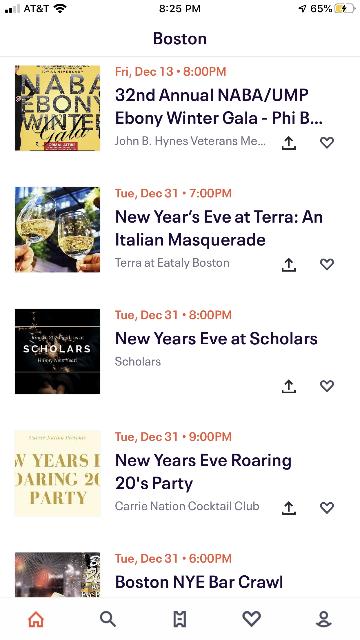 AT&T
8:25 PM
65%
Boston
NABA
EBONY
WINTE
Gala
Fri, Dec 13 • 8:00PM
32nd Annual NABA/UMP
Ebony Winter Gala - Phi B...
John B. Hynes Veterans Me...
Tue, Dec 31 • 7:00PM
New Year's Eve at Terra: An
Italian Masquerade
Terra at Eataly Boston
SCHOLARS
Tue, Dec 31 • 8:00PM
New Years Eve at Scholars
Scholars
W YEARS E
OARING 20
PARTY
Tue, Dec 31 • 9:00PM
New Years Eve Roaring
20's Party
Carrie Nation Cocktail Club
Tue, Dec 31 • 6:00PM
Boston NYE Bar Crawl